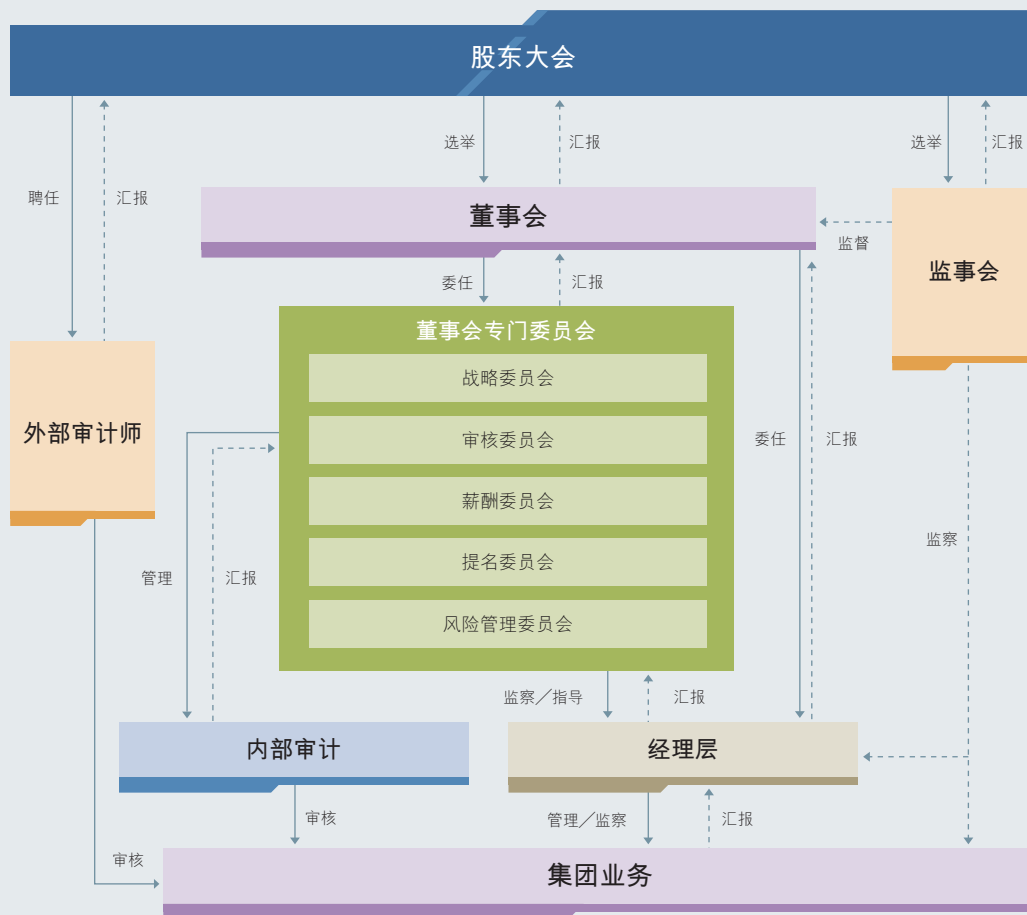 股东大会
选举
汇报
选举
汇报
聘任
汇报
董事会
监督
监事会
委任
汇报
董事会专门委员会
战略委员会
外部审计师
审核委员会
委任
汇报
薪酬委员会
监察
提名委员会
管理
汇报
风险管理委员会
监察／指导
汇报
内部审计
经理层
审核
管理／监察
汇报
审核
集团业务